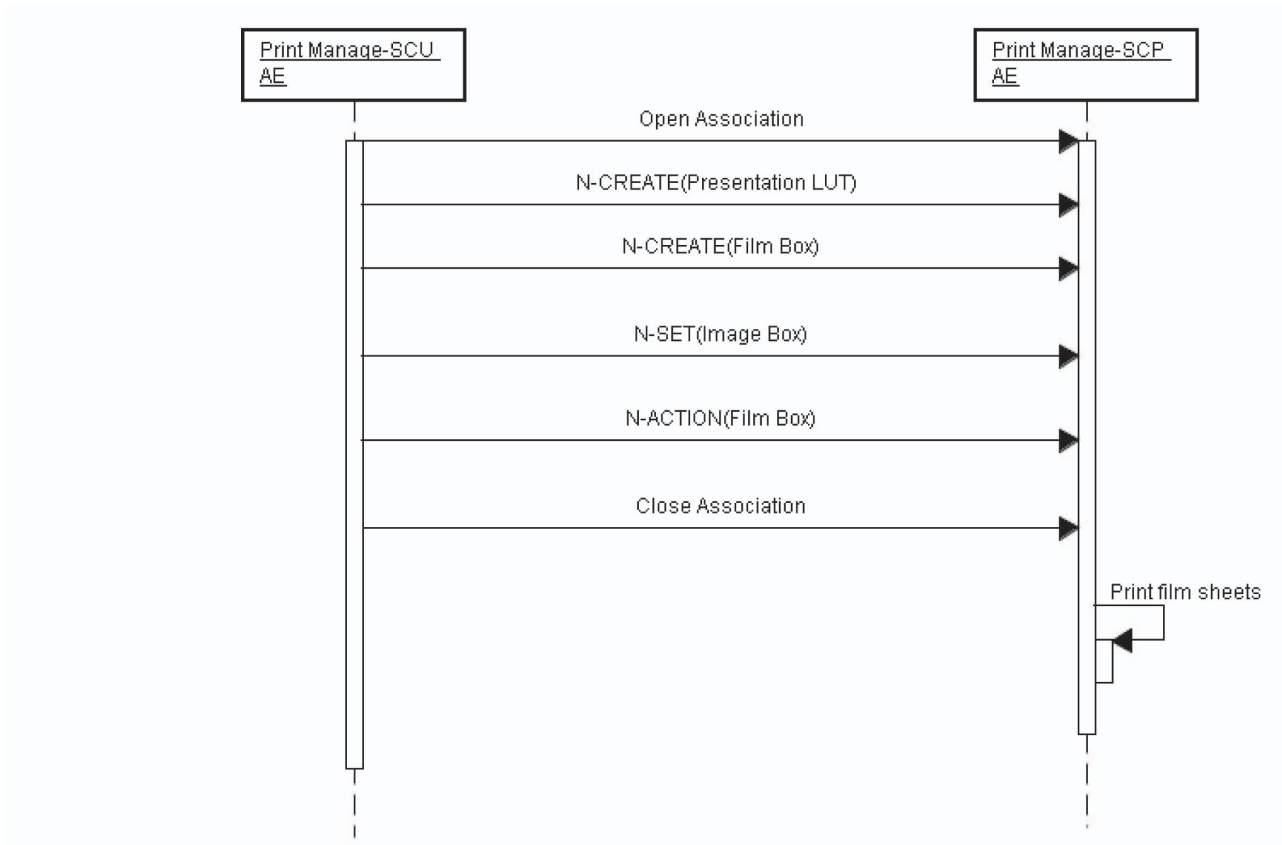 Print Manage-SCU
AE
Print Manage-SCP
AE
Open Association
N-CREATE(Presentation LUT)
N-CREATE(Film Box)
N-SET(Image Box)
N-ACTION(Film Box)
Close Association
Print film sheets